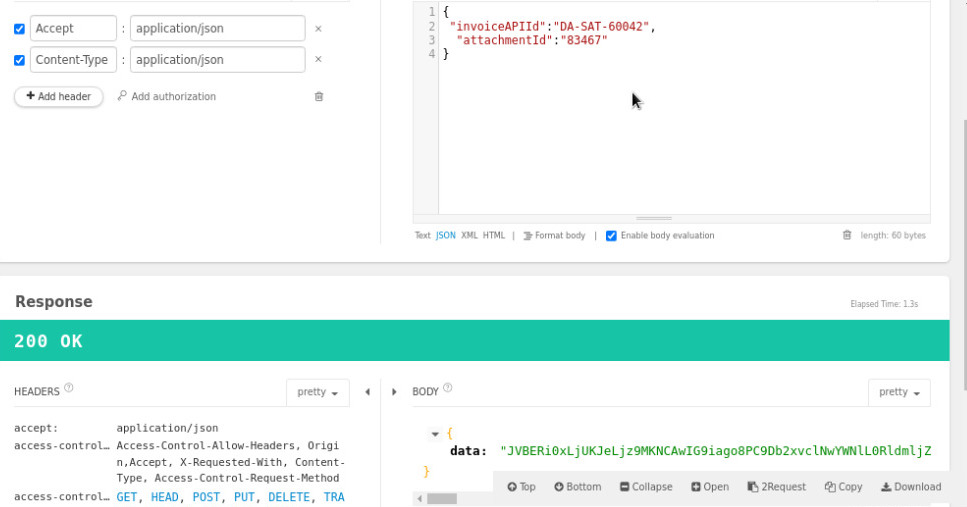 Accept : application/json ×
Content-Type : application/json ×
+ Add header Add authorization
1 {
2 "invoiceAPIId":"DA-SAT-60042",
3 "attachmentId":"83467"
4 }
Text JSON XML HTML | Format body | Enable body evaluation length: 60 bytes
Response
Elapsed Time: 1.3s
200 OK
HEADERS ? pretty
accept: application/json
access-control… Access-Control-Allow-Headers, Origi
n,Accept, X-Requested-With, Content-
Type, Access-Control-Request-Method
access-control… GET, HEAD, POST, PUT, DELETE, TRA
BODY ? pretty
{
data: "JVBERi0xLjUKJeLjz9MKNCAwIG9iago8PC9Db2xvclNwYWNlL0RldmljZ
}
Top Bottom Collapse Open 2Request Copy Download